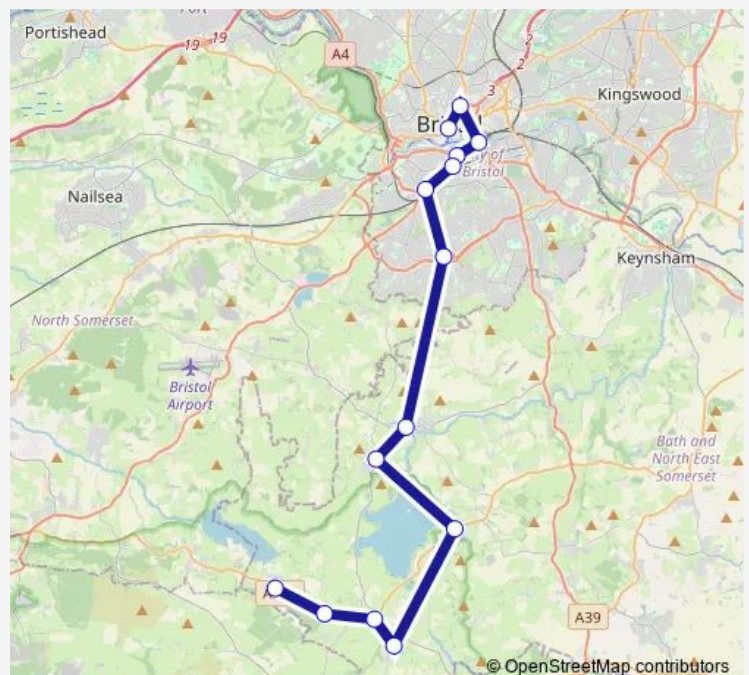 Portishead
19
19
A4
2
2
3
Kingswood
City of
Bristol
Nailsea
Keynsham
North Somerset
Bristol
Airport
Bath and
North East
Somerset
A39
© OpenStreetMap contributors